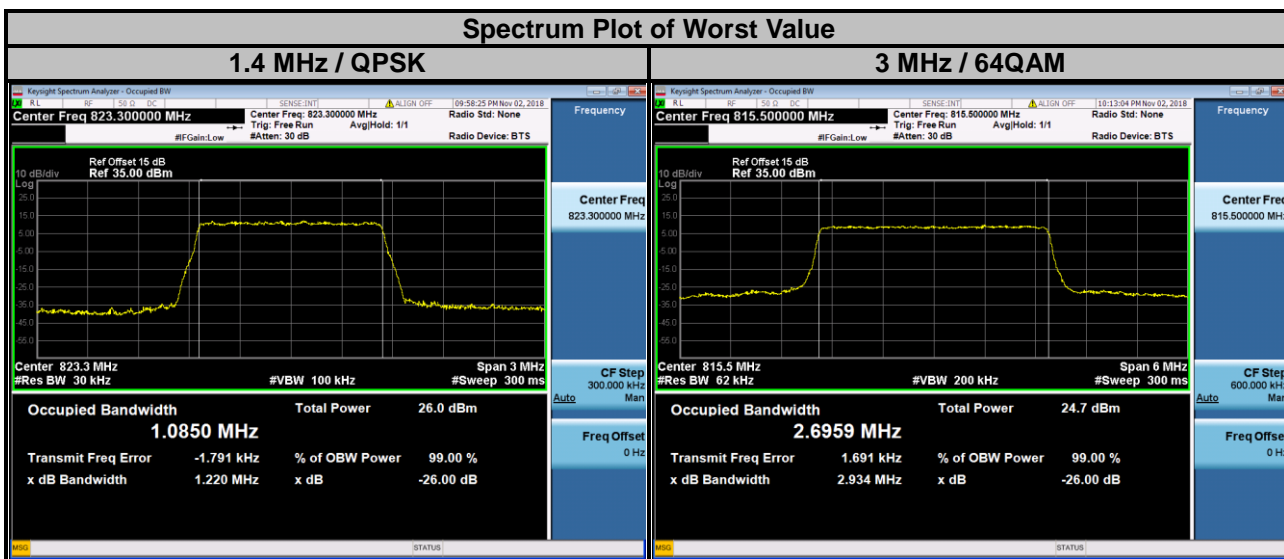 Spectrum Plot of Worst Value
1.4 MHz / QPSK
3 MHz / 64QAM
Keysight Spectrum Analyzer - Occupied BW
RL RF 50 Ω DC SENSE:INT ALIGN OFF 09:58:25 PM Nov 02, 2018
Center Freq 823.300000 MHz
Center Freq: 823.300000 MHz
Radio Std: None
Trig: Free Run Avg|Hold: 1/1
#IFGain:Low #Atten: 30 dB Radio Device: BTS
Frequency
Ref Offset 15 dB
10 dB/div Ref 35.00 dBm
Log
25.0
15.0
5.00
-5.00
-15.0
-25.0
-35.0
-45.0
-55.0
Center Freq
823.300000 MHz
Center 823.3 MHz Span 3 MHz
#Res BW 30 kHz #VBW 100 kHz #Sweep 300 ms
CF Step
300.000 kHz
Auto Man
Occupied Bandwidth Total Power 26.0 dBm
1.0850 MHz
Transmit Freq Error -1.791 kHz % of OBW Power 99.00 %
x dB Bandwidth 1.220 MHz x dB -26.00 dB
Freq Offset
0 Hz
MSG STATUS
Keysight Spectrum Analyzer - Occupied BW
RL RF 50 Ω DC SENSE:INT ALIGN OFF 10:13:04 PM Nov 02, 2018
Center Freq 815.500000 MHz
Center Freq: 815.500000 MHz
Radio Std: None
Trig: Free Run Avg|Hold: 1/1
#IFGain:Low #Atten: 30 dB Radio Device: BTS
Frequency
Ref Offset 15 dB
10 dB/div Ref 35.00 dBm
Log
25.0
15.0
5.00
-5.00
-15.0
-25.0
-35.0
-45.0
-55.0
Center Freq
815.500000 MHz
Center 815.5 MHz Span 6 MHz
#Res BW 62 kHz #VBW 200 kHz #Sweep 300 ms
CF Step
600.000 kHz
Auto Man
Occupied Bandwidth Total Power 24.7 dBm
2.6959 MHz
Transmit Freq Error 1.691 kHz % of OBW Power 99.00 %
x dB Bandwidth 2.934 MHz x dB -26.00 dB
Freq Offset
0 Hz
MSG STATUS